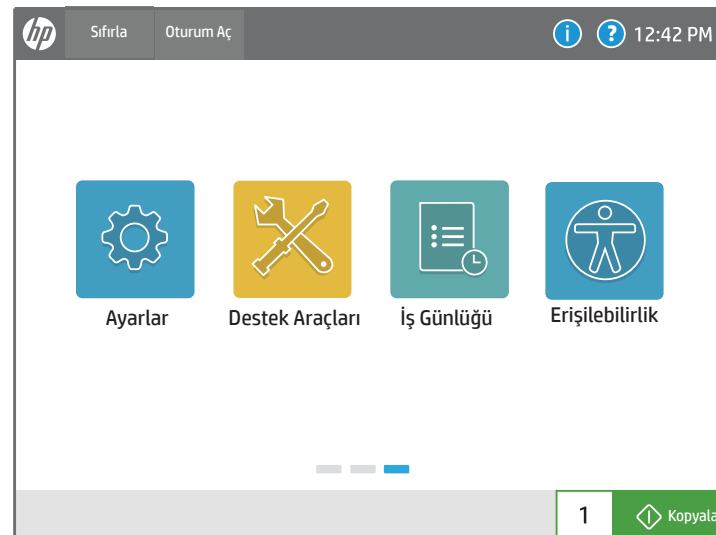 hp Sıfırla Oturum Aç i ? 12:42 PM
Ayarlar Destek Araçları İş Günlüğü Erişilebilirlik
1 Kopyala